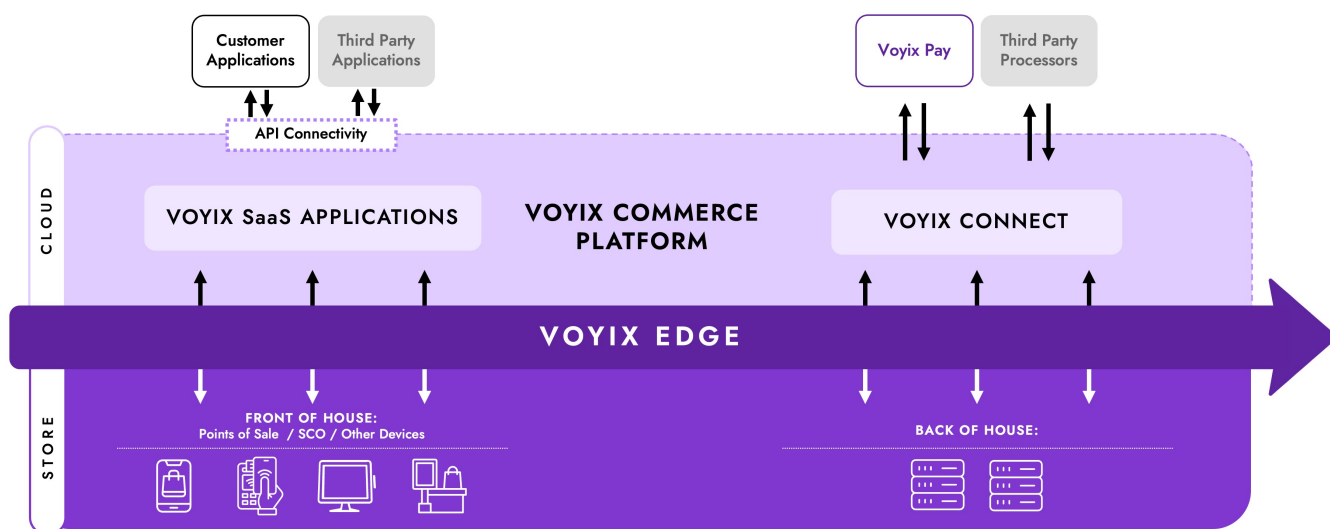 Customer
Applications
Third Party
Applications
Voyix Pay
Third Party
Processors
API Connectivity
CLOUD
VOYIX SaaS APPLICATIONS
VOYIX COMMERCE
PLATFORM
VOYIX CONNECT
VOYIX EDGE
STORE
FRONT OF HOUSE:
Points of Sale / SCO / Other Devices
BACK OF HOUSE: